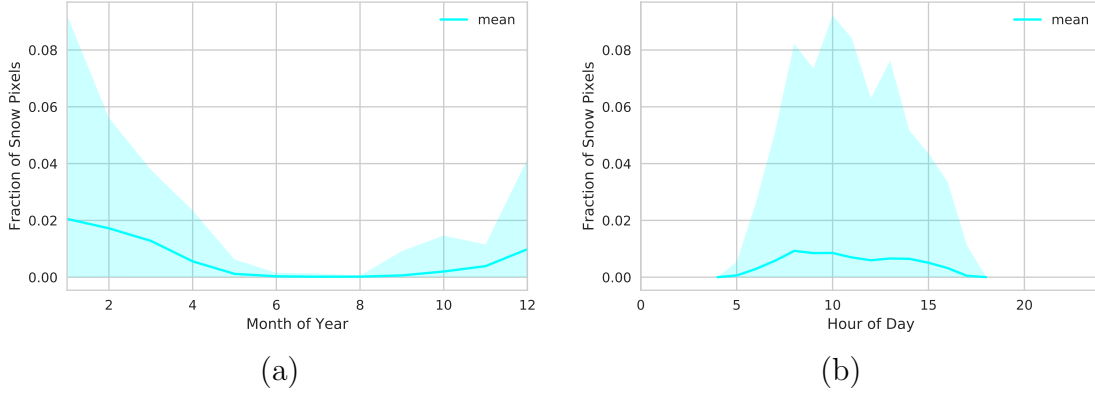 mean
0.08
0.06
0.04
0.02
0.00
Fraction of Snow Pixels
2 4 6 8 10 12
Month of Year
(a)
mean
0.08
0.06
0.04
0.02
0.00
Fraction of Snow Pixels
0 5 10 15 20
Hour of Day
(b)